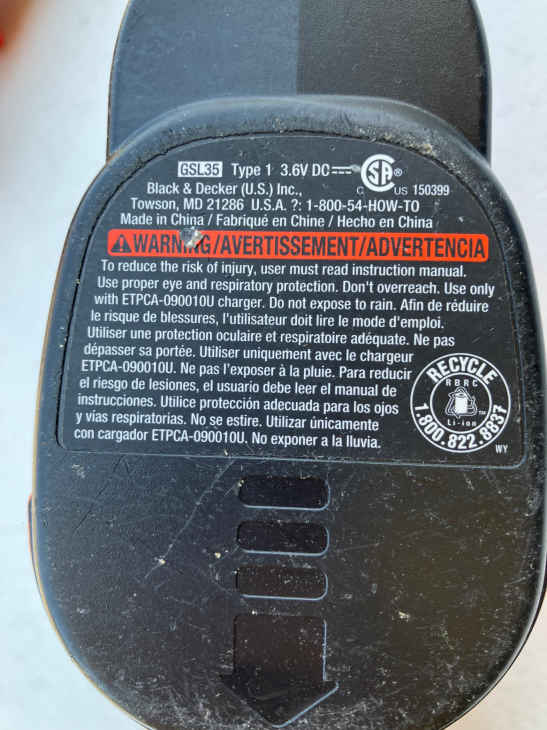 GSL35 Type 1 3.6V DC SA ®
C US 150399
Black & Decker (U.S.) Inc.,
Towson, MD 21286 U.S.A. ?: 1-800-54-HOW-TO
Made in China / Fabriqué en Chine / Hecho en China
WARNING/AVERTISSEMENT/ADVERTENCIA
To reduce the risk of injury, user must read instruction manual.
Use proper eye and respiratory protection. Don't overreach. Use only
with ETPCA-090010U charger. Do not expose to rain. Afin de réduire
le risque de blessures, l'utilisateur doit lire le mode d'emploi.
Utiliser une protection oculaire et respiratoire adéquate. Ne pas
dépasser sa portée. Utiliser uniquement avec le chargeur
ETPCA-090010U. Ne pas l'exposer à la pluie. Para reducir
el riesgo de lesiones, el usuario debe leer el manual de
instrucciones. Utilice protección adecuada para los ojos
y vías respiratorias. No se estire. Utilizar únicamente
con cargador ETPCA-090010U. No exponer a la lluvia.
RECYCLE
RBRC
TM
Li-ion
1.800.822.8837
WY